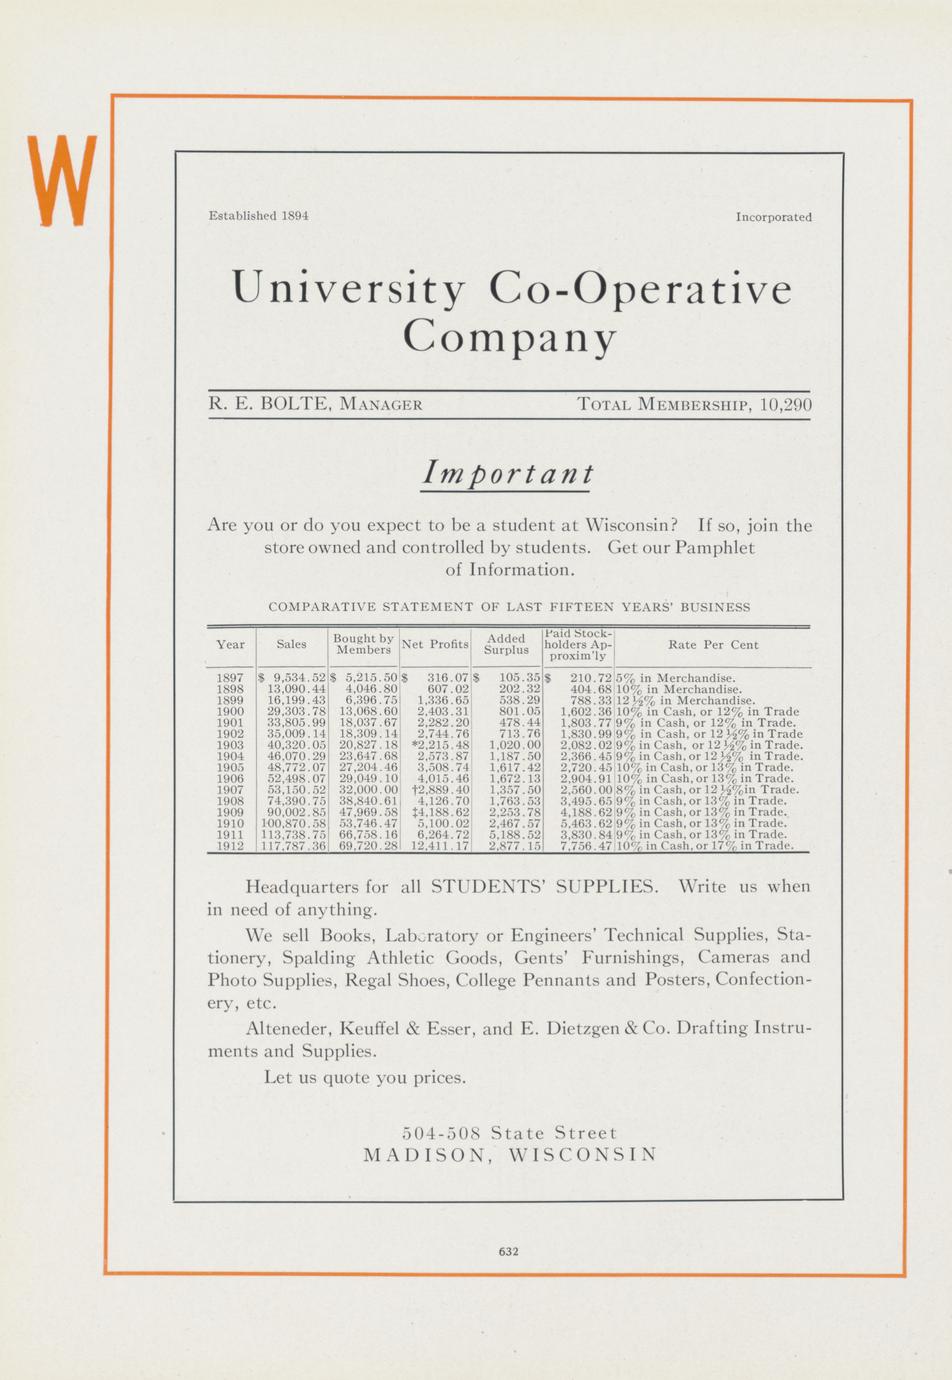 W
Established 1894 Incorporated
University Co-Operative
Company
R. E. BOLTE, MANAGER TOTAL MEMBERSHIP, 10,290
Important
Are you or do you expect to be a student at Wisconsin? If so, join the
store owned and controlled by students. Get our Pamphlet
of Information.
COMPARATIVE STATEMENT OF LAST FIFTEEN YEARS' BUSINESS
Year Sales Bought by Members Net Profits Added Surplus Paid Stock-holders Ap-proxim'ly Rate Per Cent
1897 $ 9,534.52 $ 5,215.50 $ 316.07 $ 105.35 $ 210.72 5% in Merchandise.
1898 13,090.44 4,046.80 607.02 202.32 404.68 10% in Merchandise.
1899 16,199.43 6,396.75 1,336.65 538.29 788.33 12 ½% in Merchandise.
1900 29,303.78 13,068.60 2,403.31 801.05 1,602.36 10% in Cash, or 12% in Trade
1901 33,805.99 18,037.67 2,282.20 478.44 1,803.77 9% in Cash, or 12% in Trade.
1902 35,009.14 18,309.14 2,744.76 713.76 1,830.99 9% in Cash, or 12 ½% in Trade
1903 40,320.05 20,827.18 *2,215.48 1,020.00 2,082.02 9% in Cash, or 12 ½% in Trade.
1904 46,070.29 23,647.68 2,573.87 1,187.50 2,366.45 9% in Cash, or 12 ½% in Trade.
1905 48,772.07 27,204.46 3,508.74 1,617.42 2,720.45 10% in Cash, or 13% in Trade.
1906 52,498.07 29,049.10 4,015.46 1,672.13 2,904.91 10% in Cash, or 13% in Trade.
1907 53,150.52 32,000.00 †2,889.40 1,357.50 2,560.00 8% in Cash, or 12 ½% in Trade.
1908 74,390.75 38,840.61 4,126.70 1,763.53 3,495.65 9% in Cash, or 13% in Trade.
1909 90,002.85 47,969.58 ‡4,188.62 2,253.78 4,188.62 9% in Cash, or 13% in Trade.
1910 100,870.58 53,746.47 5,100.02 2,467.57 5,463.62 9% in Cash, or 13% in Trade.
1911 113,738.75 66,758.16 6,264.72 5,188.52 3,830.84 9% in Cash, or 13% in Trade.
1912 117,787.36 69,720.28 12,411.17 2,877.15 7,756.47 10% in Cash, or 17% in Trade.
Headquarters for all STUDENTS' SUPPLIES. Write us when
in need of anything.
We sell Books, Laboratory or Engineers' Technical Supplies, Sta-
tionery, Spalding Athletic Goods, Gents' Furnishings, Cameras and
Photo Supplies, Regal Shoes, College Pennants and Posters, Confection-
ery, etc.
Alteneder, Keuffel & Esser, and E. Dietzgen & Co. Drafting Instru-
ments and Supplies.
Let us quote you prices.
504-508 State Street
MADISON, WISCONSIN
632